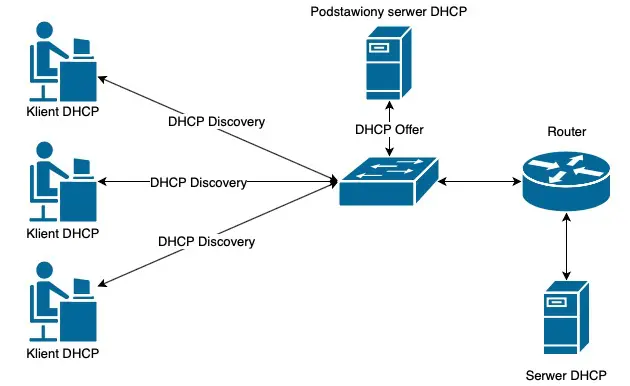 Podstawiony serwer DHCP
Klient DHCP
DHCP Discovery
DHCP Offer
Router
DHCP Discovery
Klient DHCP
DHCP Discovery
Klient DHCP
Serwer DHCP